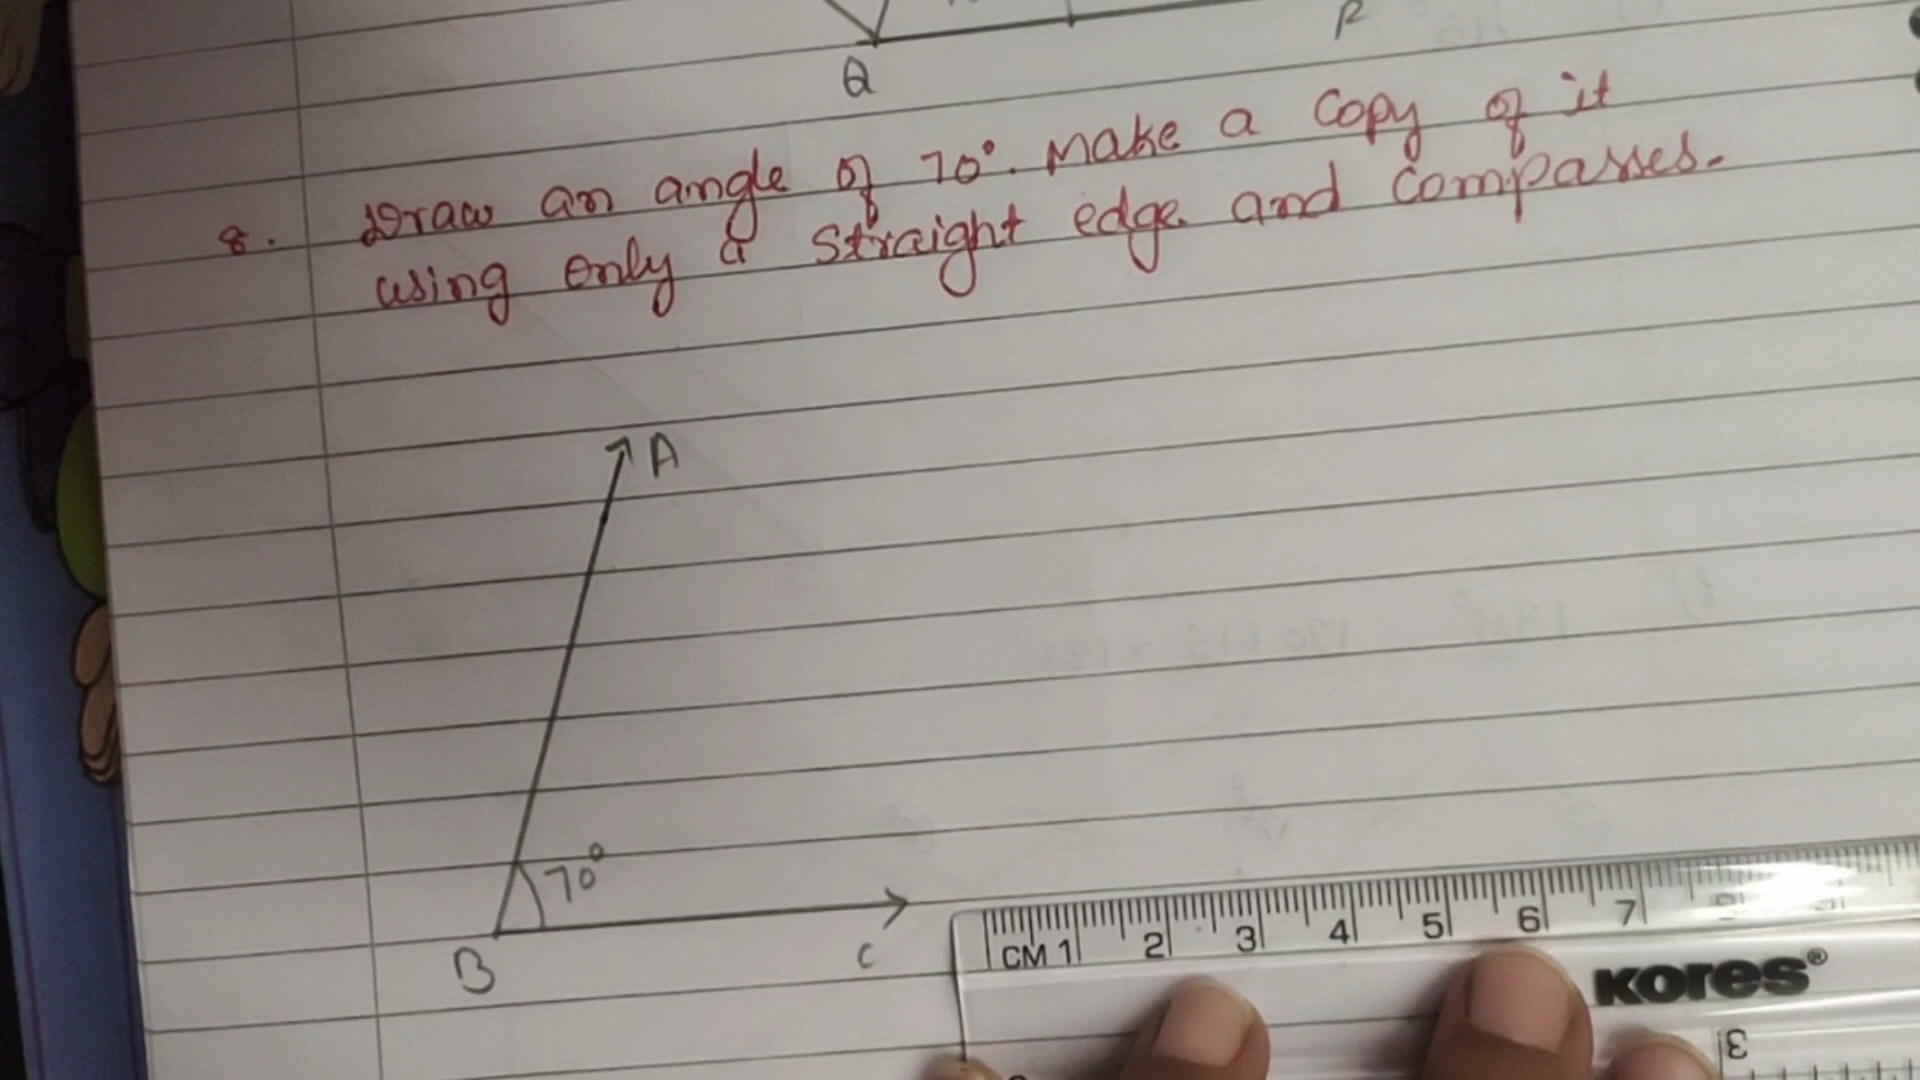 Q
P
8. Draw an angle of 70°. Make a copy of it
using only a straight edge and compasses.
A
70°
B
C
CM 1 2 3 4 5 6 7
KORES®
3